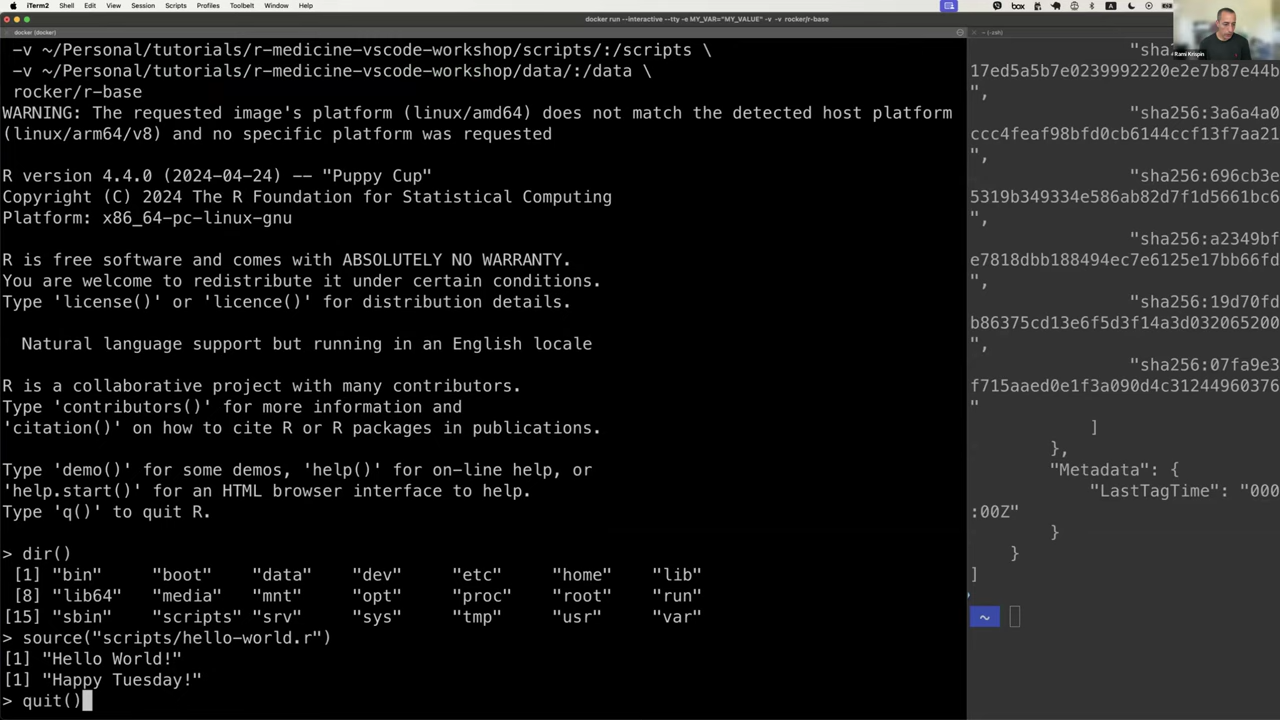 iTerm2 Shell Edit View Session Scripts Profiles Toolbelt Window Help
box
docker run --interactive --tty -e MY_VAR="MY_VALUE" -v -v rocker/r-base
docker (docker)
~ (-zsh)
Rami Krispin
-v ~/Personal/tutorials/r-medicine-vscode-workshop/scripts/:/scripts \
-v ~/Personal/tutorials/r-medicine-vscode-workshop/data/:/data \
rocker/r-base
WARNING: The requested image's platform (linux/amd64) does not match the detected host platform
(linux/arm64/v8) and no specific platform was requested
R version 4.4.0 (2024-04-24) -- "Puppy Cup"
Copyright (C) 2024 The R Foundation for Statistical Computing
Platform: x86_64-pc-linux-gnu
R is free software and comes with ABSOLUTELY NO WARRANTY.
You are welcome to redistribute it under certain conditions.
Type 'license()' or 'licence()' for distribution details.
Natural language support but running in an English locale
R is a collaborative project with many contributors.
Type 'contributors()' for more information and
'citation()' on how to cite R or R packages in publications.
Type 'demo()' for some demos, 'help()' for on-line help, or
'help.start()' for an HTML browser interface to help.
Type 'q()' to quit R.
> dir()
[1] "bin" "boot" "data" "dev" "etc" "home" "lib"
[8] "lib64" "media" "mnt" "opt" "proc" "root" "run"
[15] "sbin" "scripts" "srv" "sys" "tmp" "usr" "var"
> source("scripts/hello-world.r")
[1] "Hello World!"
[1] "Happy Tuesday!"
> quit()
"sha256:
17ed5a5b7e0239992220e2e7b87e44b
",
"sha256:3a6a4a0
ccc4feaf98bfd0cb6144ccf13f7aa21
",
"sha256:696cb3e
5319b349334e586ab82d7f1d5661bc6
",
"sha256:a2349bf
e7818dbb188494ec7e6125e17bb66fd
",
"sha256:19d70fd
b86375cd13e6f5d3f14a3d032065200
",
"sha256:07fa9e3
f715aaed0e1f3a090d4c31244960376
"
]
},
"Metadata": {
"LastTagTime": "000
:00Z"
}
}
]
~